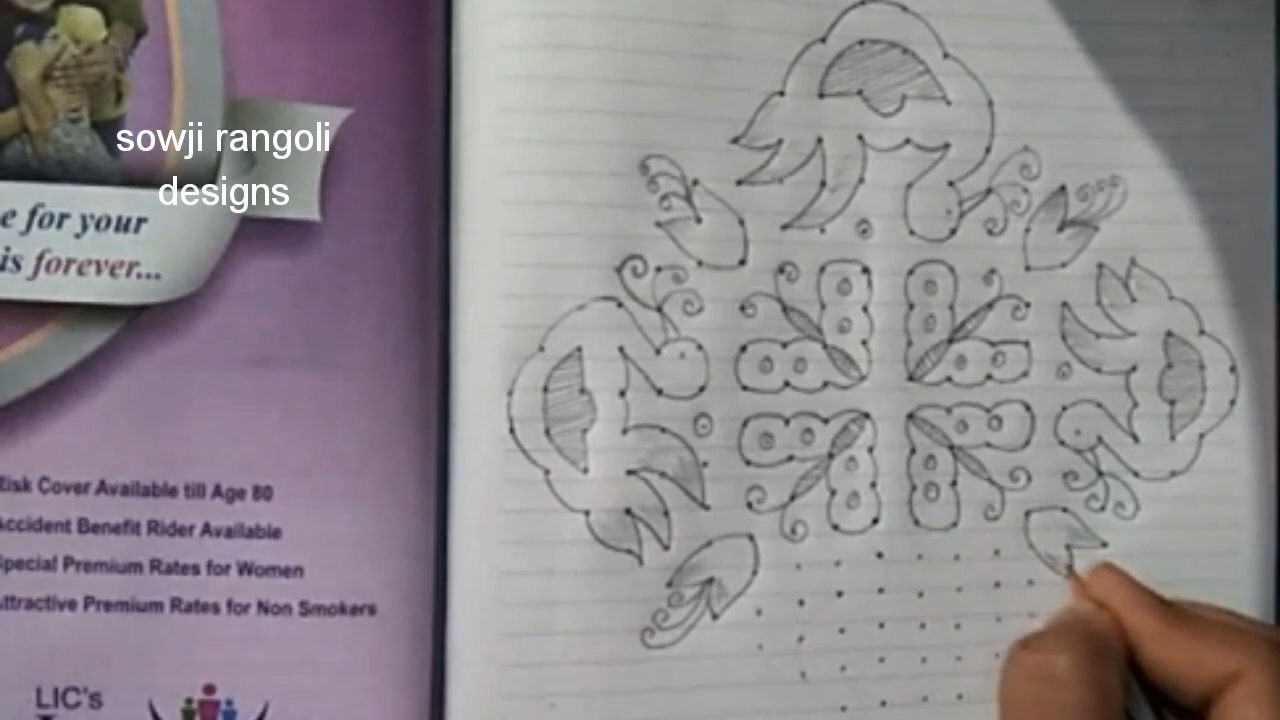 sowji rangoli
designs
e for your
is forever...
Risk Cover Available till Age 80
Accident Benefit Rider Available
Special Premium Rates for Women
Attractive Premium Rates for Non Smokers
LIC's